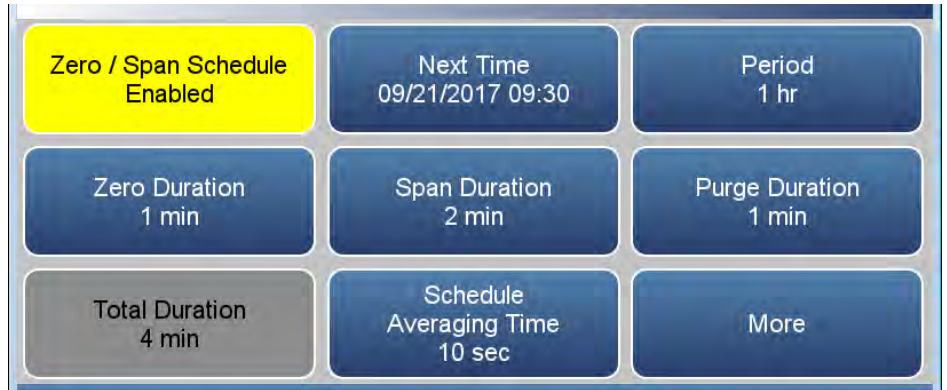 Zero / Span Schedule
Enabled
Next Time
09/21/2017 09:30
Period
1 hr
Zero Duration
1 min
Span Duration
2 min
Purge Duration
1 min
Total Duration
4 min
Schedule
Averaging Time
10 sec
More